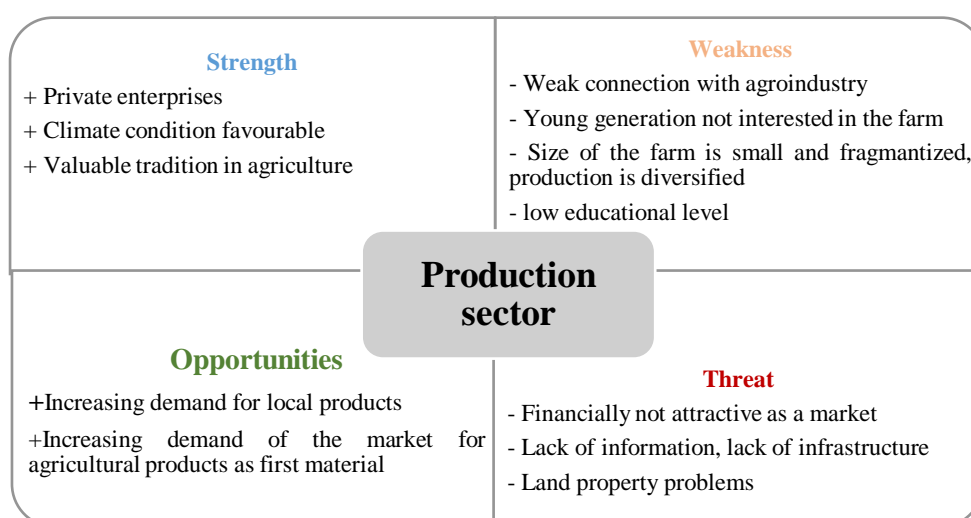 Strength
+ Private enterprises
+ Climate condition favourable
+ Valuable tradition in agriculture
Weakness
- Weak connection with agroindustry
- Young generation not interested in the farm
- Size of the farm is small and fragmantized,
production is diversified
- low educational level
Production
sector
Opportunities
+Increasing demand for local products
+Increasing demand of the market for
agricultural products as first material
Threat
- Financially not attractive as a market
- Lack of information, lack of infrastructure
- Land property problems